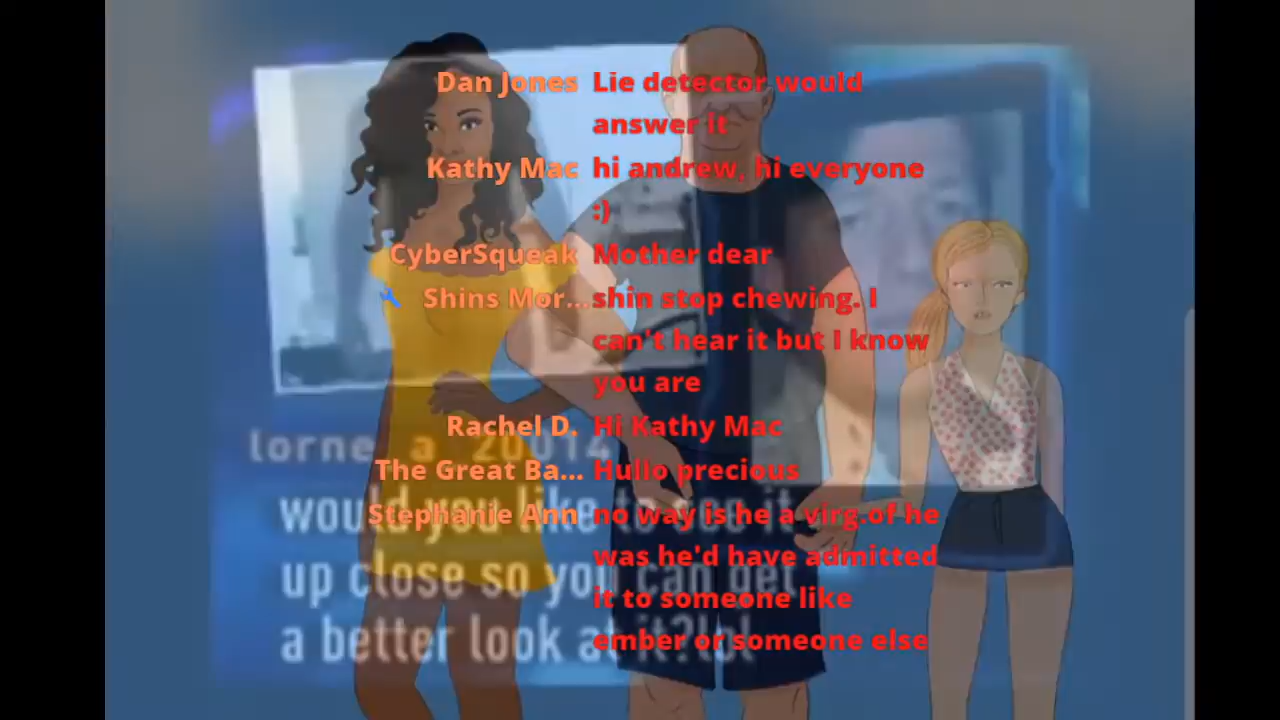 Dan Jones Lie detector would
answer it
Kathy Mac hi andrew, hi everyone
:)
CyberSqueak Mother dear
Shins Mor... shin stop chewing. I
can't hear it but I know
you are
Rachel D. Hi Kathy Mac
The Great Ba... Hullo precious
Stephanie Ann no way is he a virg.of he
was he'd have admitted
it to someone like
ember or someone else
lorne_a_20014
would you like to see it
up close so you can get
a better look at it?lol